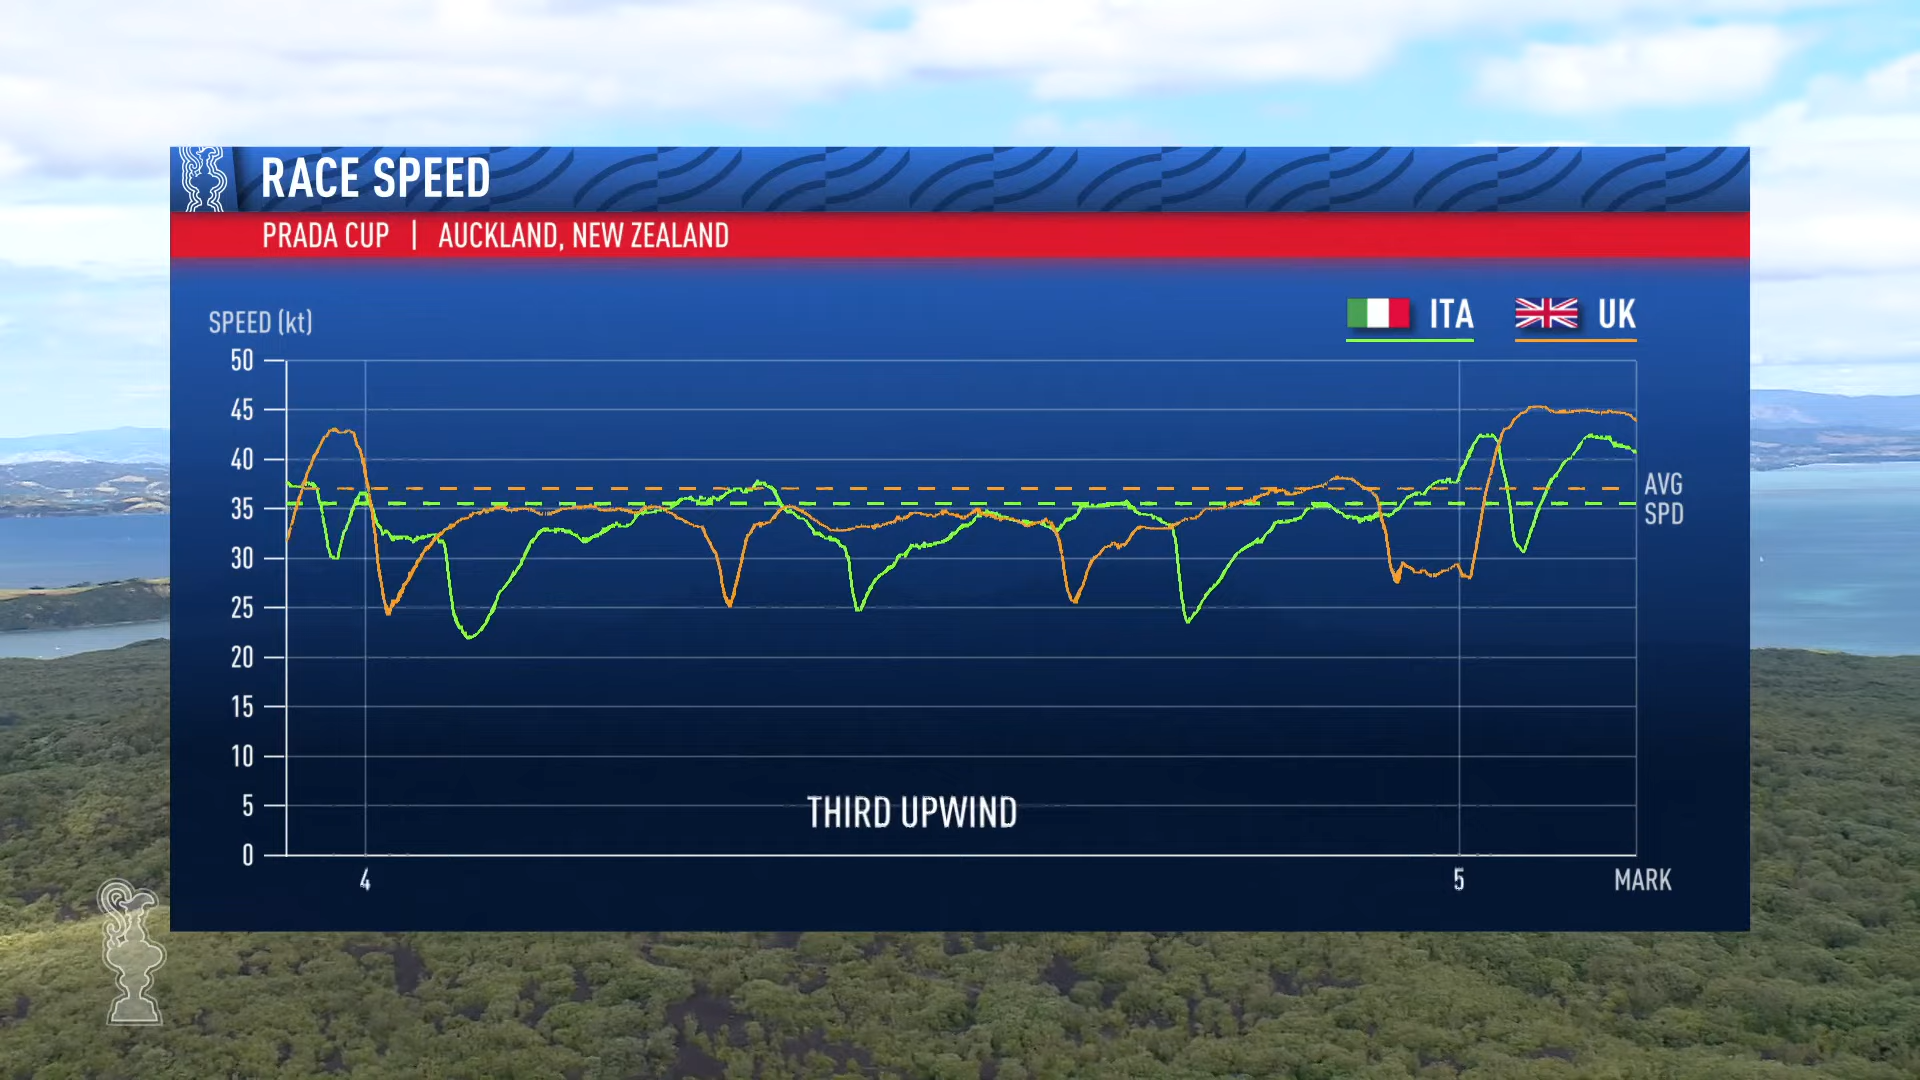 RACE SPEED
PRADA CUP | AUCKLAND, NEW ZEALAND
SPEED (kt)
ITA
UK
50
45
40
35
30
25
20
15
10
5
0
AVG
SPD
THIRD UPWIND
4
5
MARK